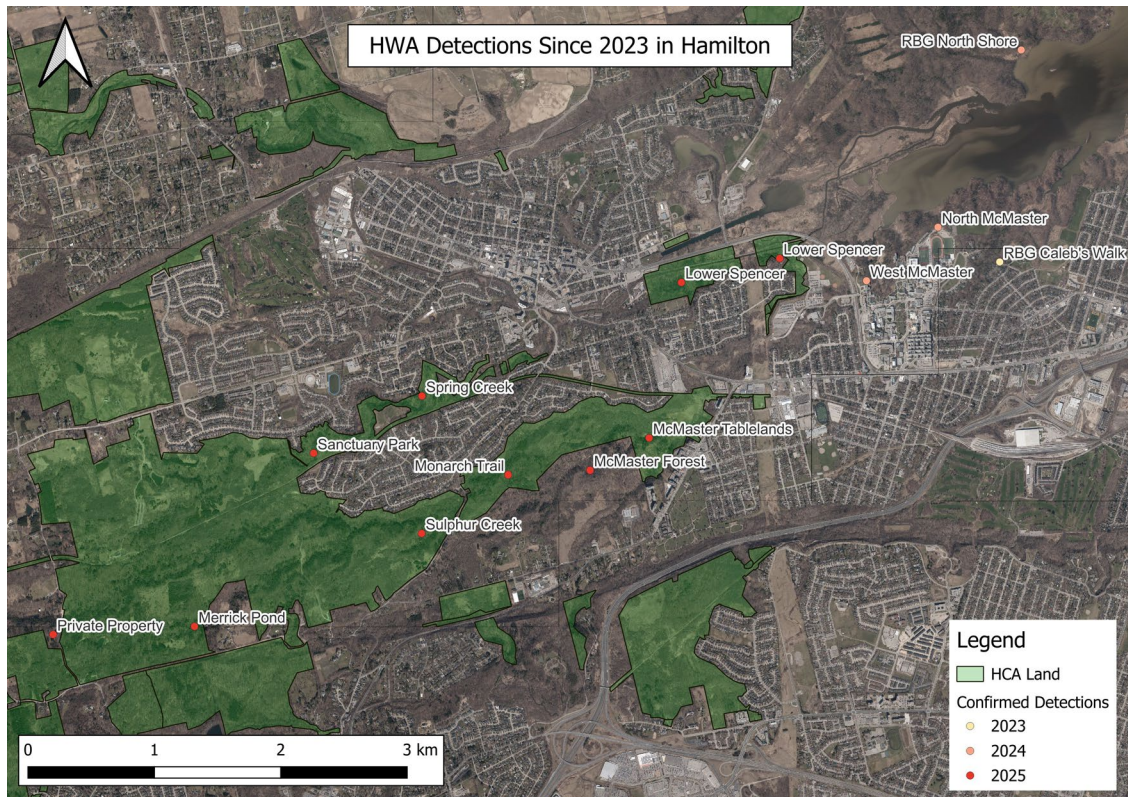 HWA Detections Since 2023 in Hamilton
RBG North Shore
North McMaster
Lower Spencer
RBG Caleb's Walk
Lower Spencer
West McMaster
Spring Creek
McMaster Tablelands
Sanctuary Park
Monarch Trail
McMaster Forest
Sulphur Creek
Merrick Pond
Private Property
Legend
HCA Land
Confirmed Detections
2023
2024
2025
0 1 2 3 km